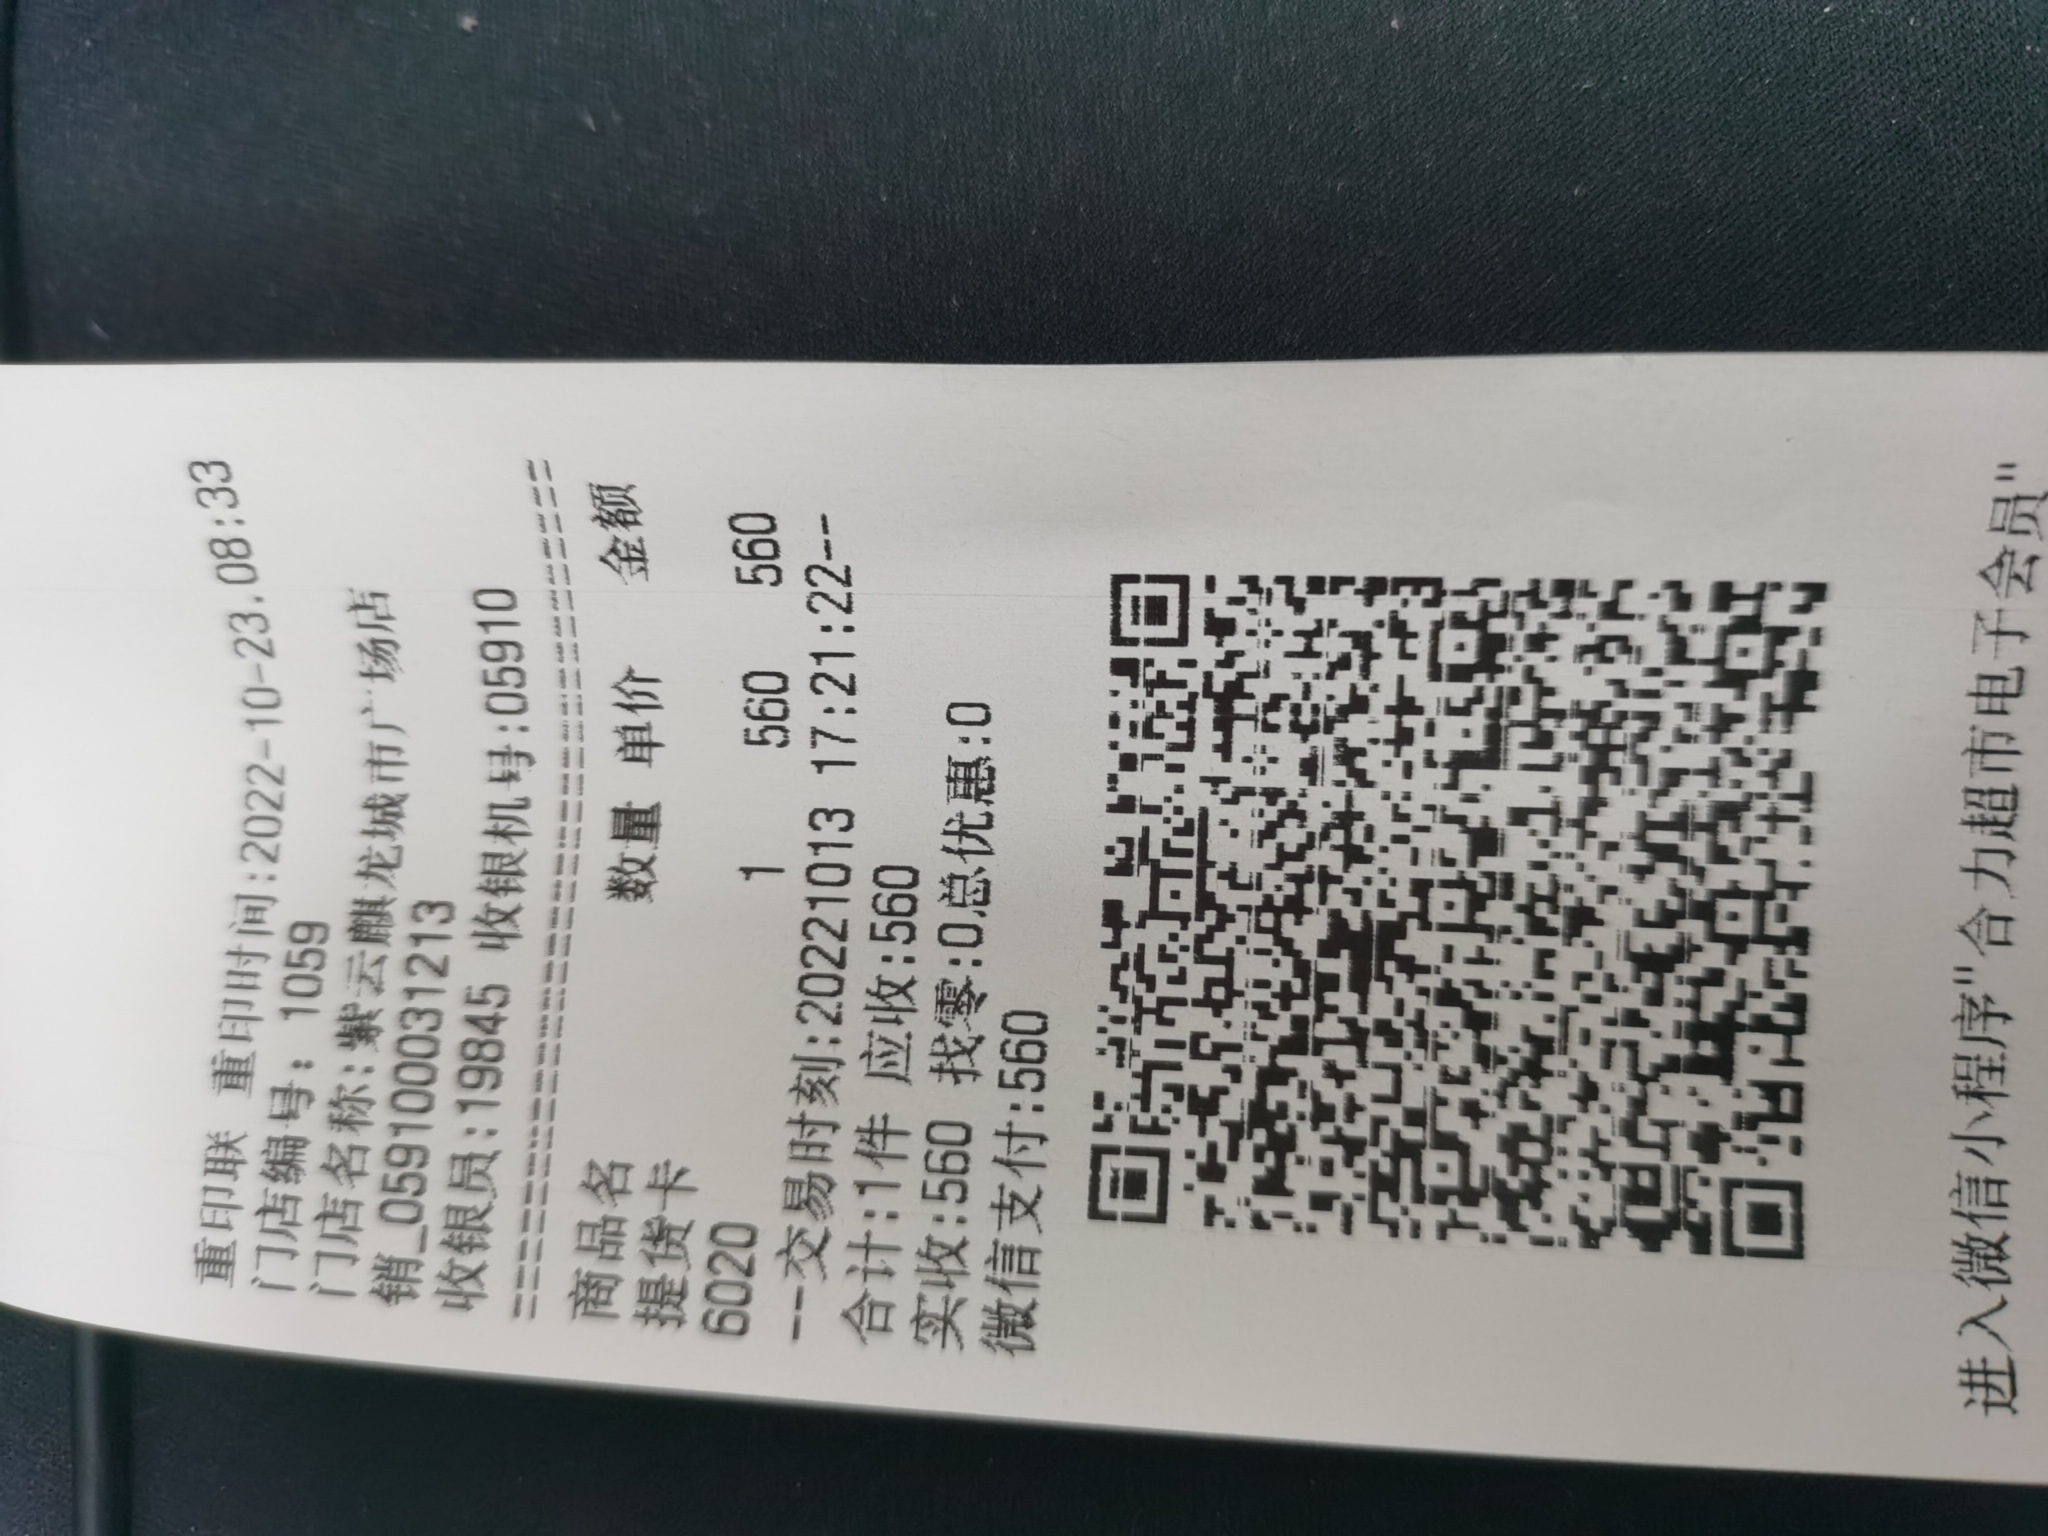 重印联 重印时间:2022-10-23.08:33
门店编号: 1059
门店名称:紫云麒龙城市广场店
销_059100031213
收银员:19845 收银机号:05910
========================================
商品名 数量 单价 金额
提货卡
6020 1 560 560
--交易时刻:20221013 17:21:22--
合计:1件 应收:560
实收:560 找零:0总优惠:0
微信支付:560
进入微信小程序"合力超市电子会员"